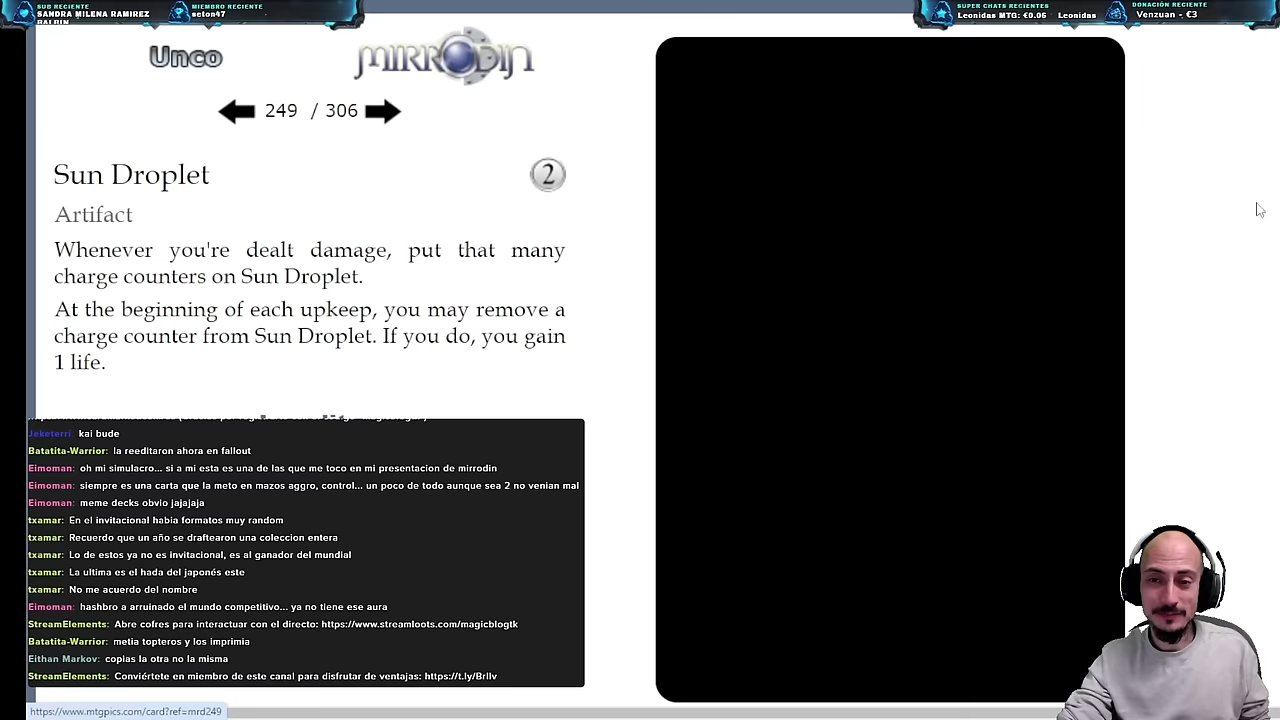 SUB RECIENTE
SANDRA MILENA RAMIREZ
MIEMBRO RECIENTE
seton47
SUPER CHATS RECIENTES
Leonidas MTG: €0.06 Leonidas
DONACIÓN RECIENTE
Venzuan - €3
Unco
MIRRODIN
249 / 306
Sun Droplet
2
Artifact
Whenever you're dealt damage, put that many
charge counters on Sun Droplet.
At the beginning of each upkeep, you may remove a
charge counter from Sun Droplet. If you do, you gain
1 life.
Jeketerri: kai bude
Batatita-Warrior: la reeditaron ahora en fallout
Eimoman: oh mi simulacro... si a mi esta es una de las que me toco en mi presentacion de mirrodin
Eimoman: siempre es una carta que la meto en mazos aggro, control... un poco de todo aunque sea 2 no venian mal
Eimoman: meme decks obvio jajajaja
txamar: En el invitacional habia formatos muy random
txamar: Recuerdo que un año se draftearon una coleccion entera
txamar: Lo de estos ya no es invitacional, es al ganador del mundial
txamar: La ultima es el hada del japonés este
txamar: No me acuerdo del nombre
Eimoman: hashbro a arruinado el mundo competitivo... ya no tiene ese aura
StreamElements: Abre cofres para interactuar con el directo: https://www.streamloots.com/magicblogtk
Batatita-Warrior: metia topteros y los imprimia
Eithan Markov: copias la otra no la misma
StreamElements: Conviértete en miembro de este canal para disfrutar de ventajas: https://t.ly/BrIlv
https://www.mtgpics.com/card?ref=mrd249